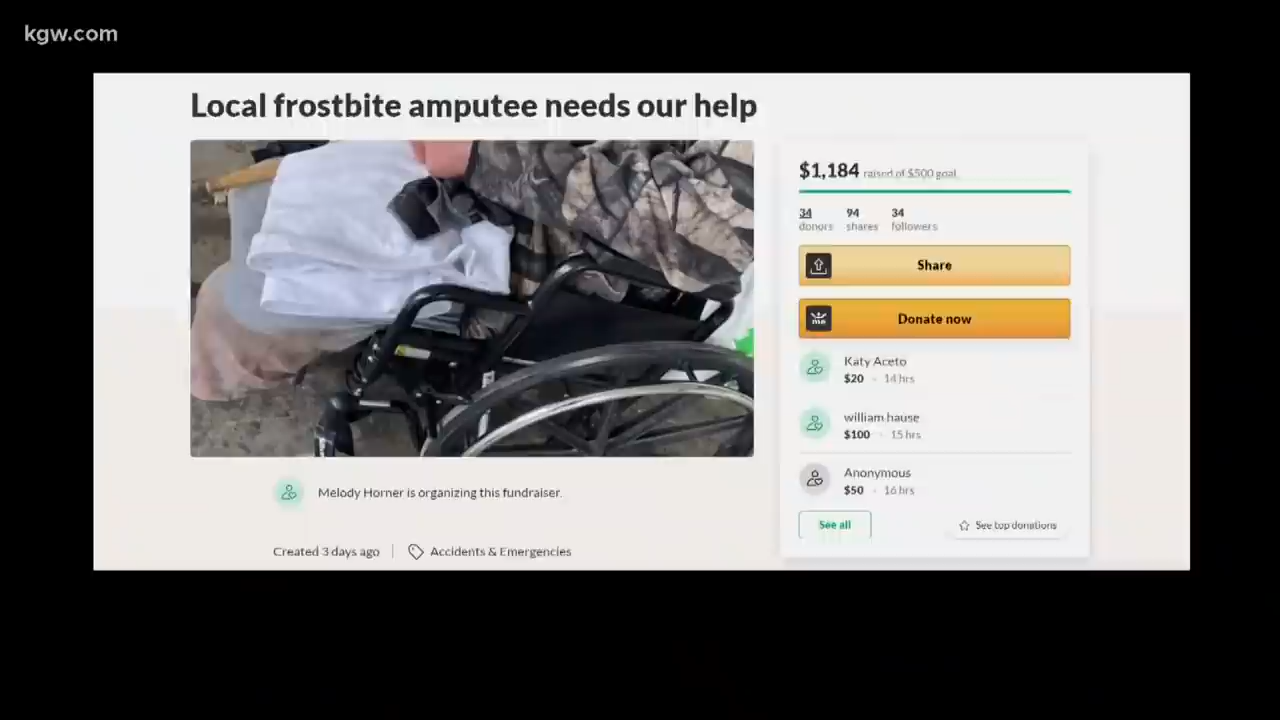 kgw.com
Local frostbite amputee needs our help
$1,184 raised of $500 goal
34 94 34
donors shares followers
Share
me Donate now
Katy Aceto
$20 · 14 hrs
william hause
$100 · 15 hrs
Anonymous
$50 · 16 hrs
See all See top donations
Melody Horner is organizing this fundraiser.
Created 3 days ago Accidents & Emergencies